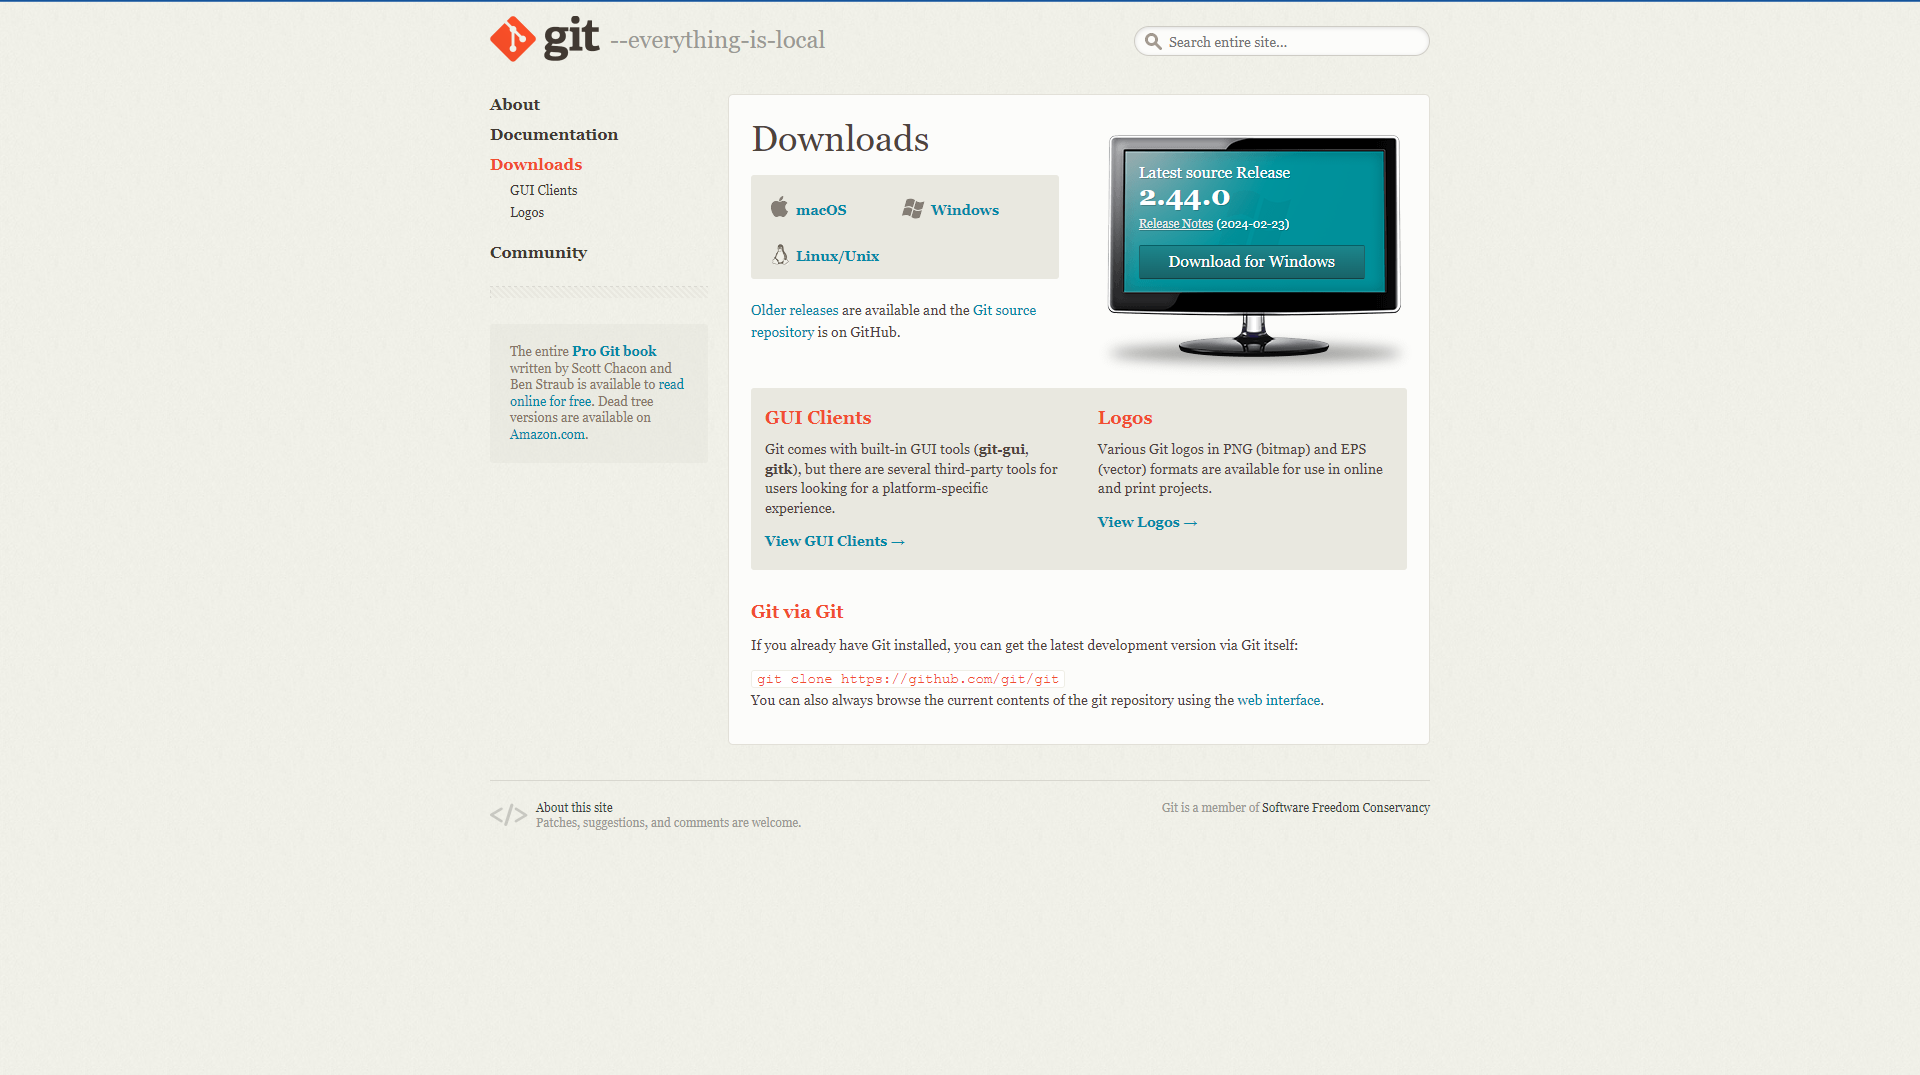 git --everything-is-local
Search entire site...
About
Documentation
Downloads
GUI Clients
Logos
Community
The entire Pro Git book
written by Scott Chacon and
Ben Straub is available to read
online for free. Dead tree
versions are available on
Amazon.com.
Downloads
macOS
Windows
Linux/Unix
Older releases are available and the Git source
repository is on GitHub.
Latest source Release
2.44.0
Release Notes (2024-02-23)
Download for Windows
GUI Clients
Git comes with built-in GUI tools (git-gui,
gitk), but there are several third-party tools for
users looking for a platform-specific
experience.
View GUI Clients →
Logos
Various Git logos in PNG (bitmap) and EPS
(vector) formats are available for use in online
and print projects.
View Logos →
Git via Git
If you already have Git installed, you can get the latest development version via Git itself:
git clone https://github.com/git/git
You can also always browse the current contents of the git repository using the web interface.
</> About this site
Patches, suggestions, and comments are welcome.
Git is a member of Software Freedom Conservancy